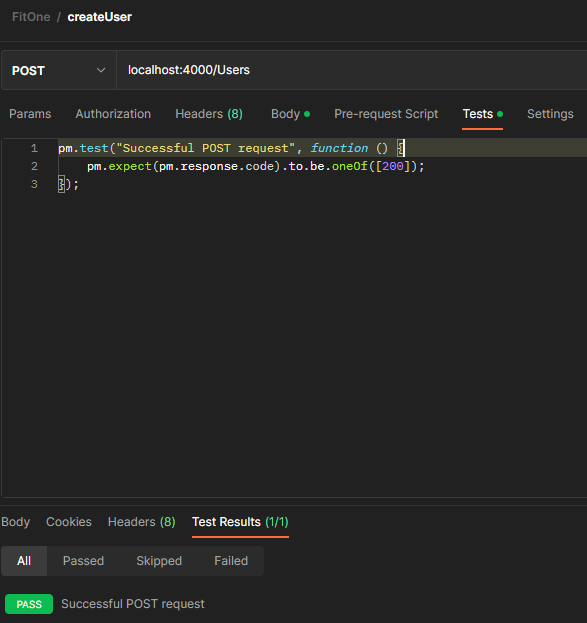 FitOne / createUser
POST localhost:4000/Users
Params Authorization Headers (8) Body Pre-request Script Tests Settings
1 pm.test("Successful POST request", function () {
2 pm.expect(pm.response.code).to.be.oneOf([200]);
3 });
Body Cookies Headers (8) Test Results (1/1)
All Passed Skipped Failed
PASS Successful POST request